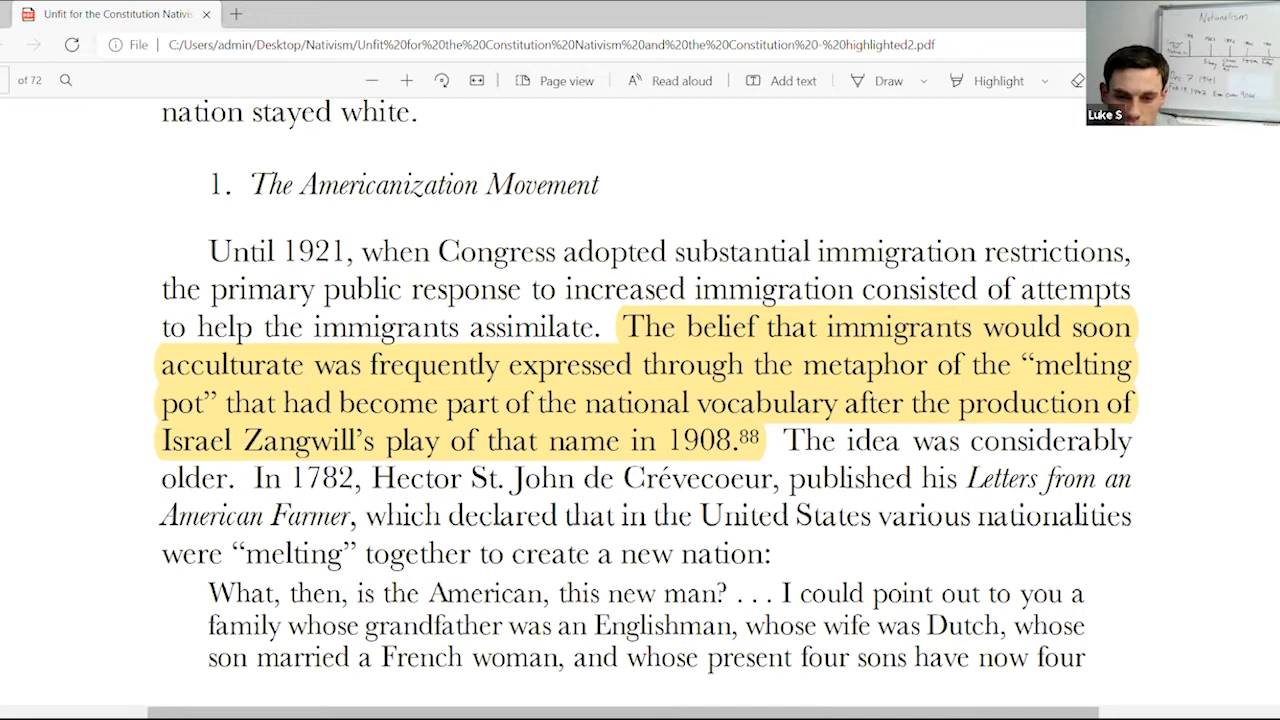 Unfit for the Constitution Nativis
File
C:/Users/admin/Desktop/Nativism/Unfit%20for%20the%20Constitution%20Nativism%20and%20the%20Constitution%20-%20highlighted2.pdf
of 72
Page view
Read aloud
Add text
Draw
Highlight
Nationalism
Dec 7 1941
Feb 19, 1942
Luke S
nation stayed white.
1. The Americanization Movement
Until 1921, when Congress adopted substantial immigration restrictions,
the primary public response to increased immigration consisted of attempts
to help the immigrants assimilate. The belief that immigrants would soon
acculturate was frequently expressed through the metaphor of the “melting
pot” that had become part of the national vocabulary after the production of
Israel Zangwill’s play of that name in 1908.88 The idea was considerably
older. In 1782, Hector St. John de Crévecoeur, published his Letters from an
American Farmer, which declared that in the United States various nationalities
were “melting” together to create a new nation:
What, then, is the American, this new man? . . . I could point out to you a
family whose grandfather was an Englishman, whose wife was Dutch, whose
son married a French woman, and whose present four sons have now four